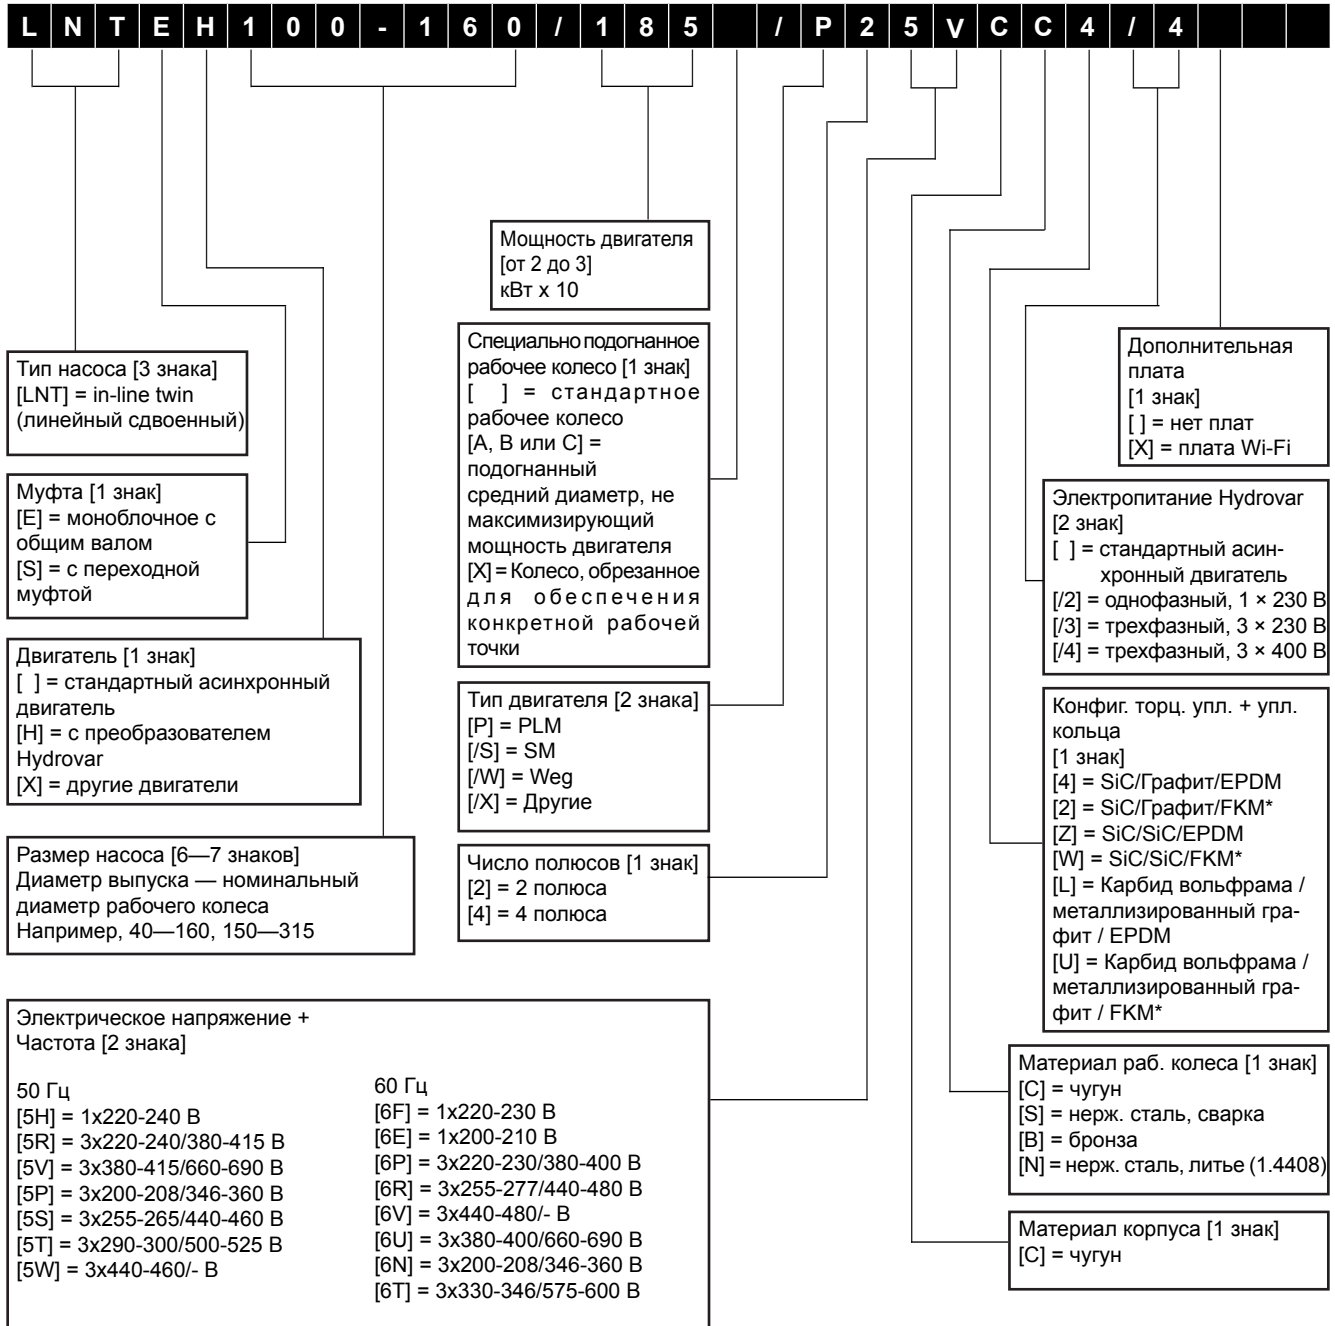 LNTEH100-160/185 /P25VCC4/4
Мощность двигателя
[от 2 до 3]
кВт x 10
Специально подогнанное
рабочее колесо [1 знак]
[ ] = стандартное
рабочее колесо
[A, B или C] =
подогнанный
средний диаметр, не
максимизирующий
мощность двигателя
[X] = Колесо, обрезанное
для обеспечения
конкретной рабочей
точки
Тип насоса [3 знака]
[LNT] = in-line twin
(линейный сдвоенный)
Дополнительная
плата
[1 знак]
[ ] = нет плат
[X] = плата Wi-Fi
Муфта [1 знак]
[E] = моноблочное с
общим валом
[S] = с переходной
муфтой
Электропитание Hydrovar
[2 знак]
[ ] = стандартный асин-
хронный двигатель
[/2] = однофазный, 1 × 230 В
[/3] = трехфазный, 3 × 230 В
[/4] = трехфазный, 3 × 400 В
Двигатель [1 знак]
[ ] = стандартный асинхронный
двигатель
[H] = с преобразователем
Hydrovar
[X] = другие двигатели
Тип двигателя [2 знака]
[P] = PLM
[/S] = SM
[/W] = Weg
[/X] = Другие
Конфиг. торц. упл. + упл.
кольца
[1 знак]
[4] = SiC/Графит/EPDM
[2] = SiC/Графит/FKM*
[Z] = SiC/SiC/EPDM
[W] = SiC/SiC/FKM*
[L] = Карбид вольфрама /
металлизированный гра-
фит / EPDM
[U] = Карбид вольфрама /
металлизированный гра-
фит / FKM*
Размер насоса [6—7 знаков]
Диаметр выпуска — номинальный
диаметр рабочего колеса
Например, 40—160, 150—315
Число полюсов [1 знак]
[2] = 2 полюса
[4] = 4 полюса
Электрическое напряжение +
Частота [2 знака]
50 Гц
[5H] = 1x220-240 В
[5R] = 3x220-240/380-415 В
[5V] = 3x380-415/660-690 В
[5P] = 3x200-208/346-360 В
[5S] = 3x255-265/440-460 В
[5T] = 3x290-300/500-525 В
[5W] = 3x440-460/- В
60 Гц
[6F] = 1x220-230 В
[6E] = 1x200-210 В
[6P] = 3x220-230/380-400 В
[6R] = 3x255-277/440-480 В
[6V] = 3x440-480/- В
[6U] = 3x380-400/660-690 В
[6N] = 3x200-208/346-360 В
[6T] = 3x330-346/575-600 В
Материал раб. колеса [1 знак]
[C] = чугун
[S] = нерж. сталь, сварка
[B] = бронза
[N] = нерж. сталь, литье (1.4408)
Материал корпуса [1 знак]
[C] = чугун